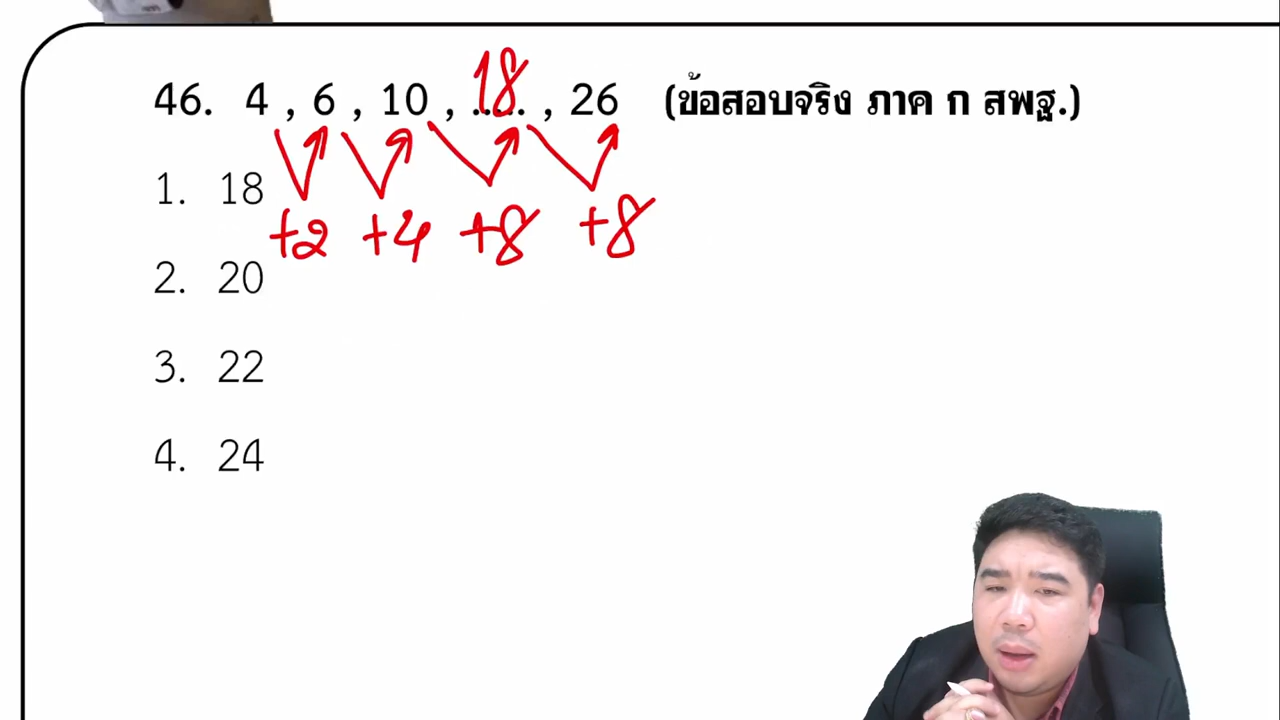 46. 4 , 6 , 10 , ..... , 26 (ข้อสอบจริง ภาค ก สพฐ.)
18
1. 18
+2 +4 +8 +8
2. 20
3. 22
4. 24